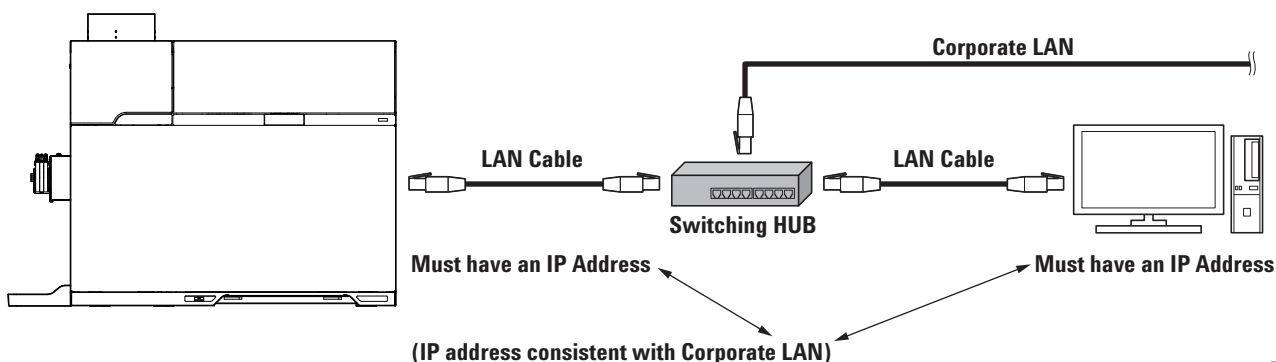 Corporate LAN
LAN Cable
LAN Cable
Switching HUB
Must have an IP Address
Must have an IP Address
(IP address consistent with Corporate LAN)